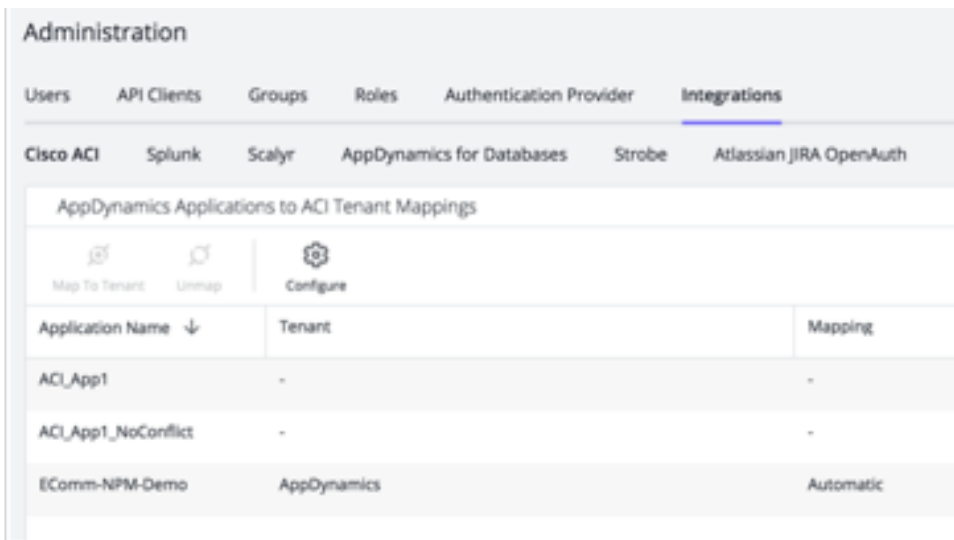 Administration
Users API Clients Groups Roles Authentication Provider Integrations
Cisco ACI Splunk Scalyr AppDynamics for Databases Strobe Atlassian JIRA OpenAuth
AppDynamics Applications to ACI Tenant Mappings
Map To Tenant Unmap Configure
Application Name ↓ Tenant Mapping
ACI_App1 - -
ACI_App1_NoConflict - -
EComm-NPM-Demo AppDynamics Automatic